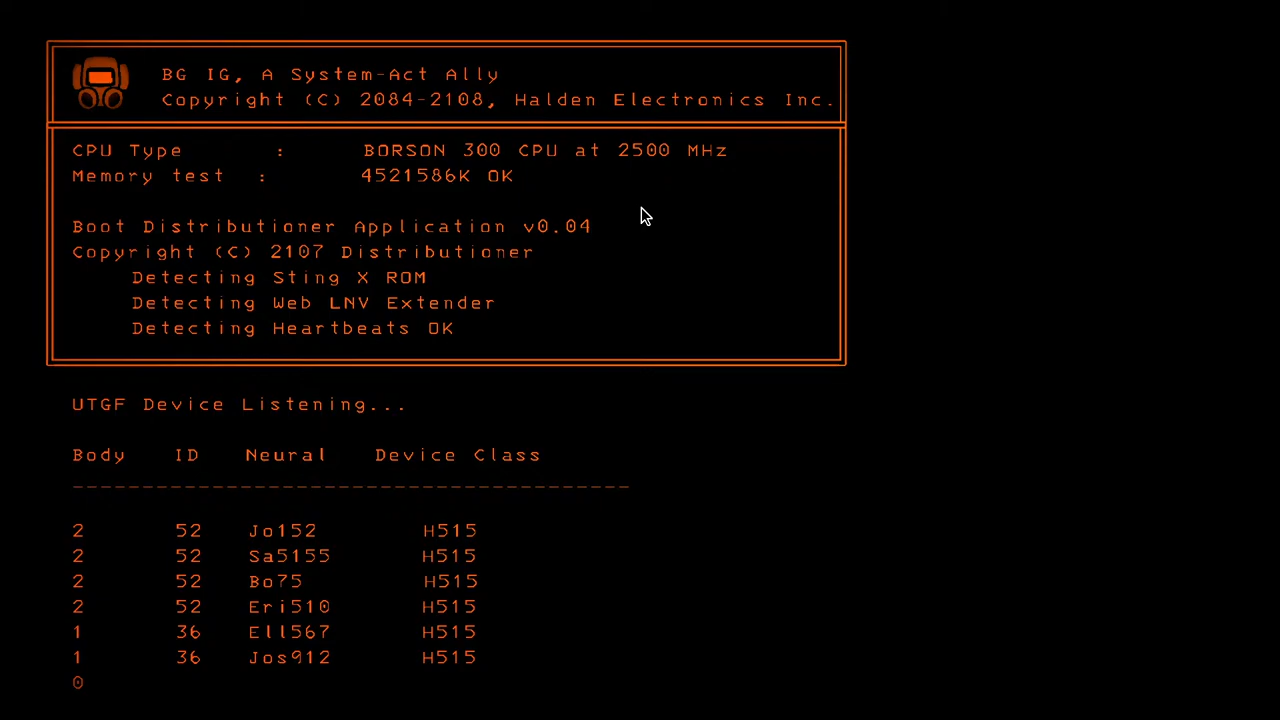 BG IG, A System-Act Ally
Copyright (C) 2084-2108, Halden Electronics Inc.
CPU Type : BORSON 300 CPU at 2500 MHz
Memory test : 4521586K OK
Boot Distributioner Application v0.04
Copyright (C) 2107 Distributioner
Detecting Sting X ROM
Detecting Web LNV Extender
Detecting Heartbeats OK
UTGF Device Listening...
Body ID Neural Device Class
----------------------------------------
2 52 Jo152 H515
2 52 Sa5155 H515
2 52 Bo75 H515
2 52 Eri510 H515
1 36 Ell567 H515
1 36 Jos912 H515
0